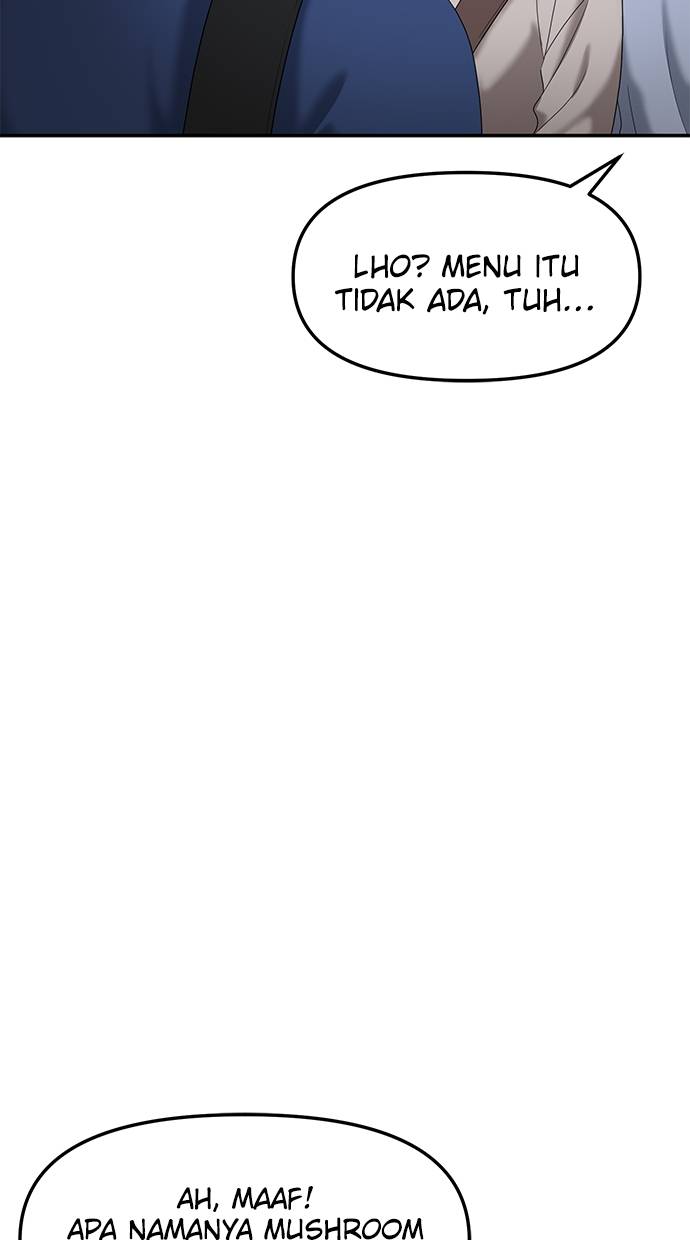 LHO? MENU ITU
TIDAK ADA, TUH...
AH, MAAF!
APA NAMANYA MUSHROOM